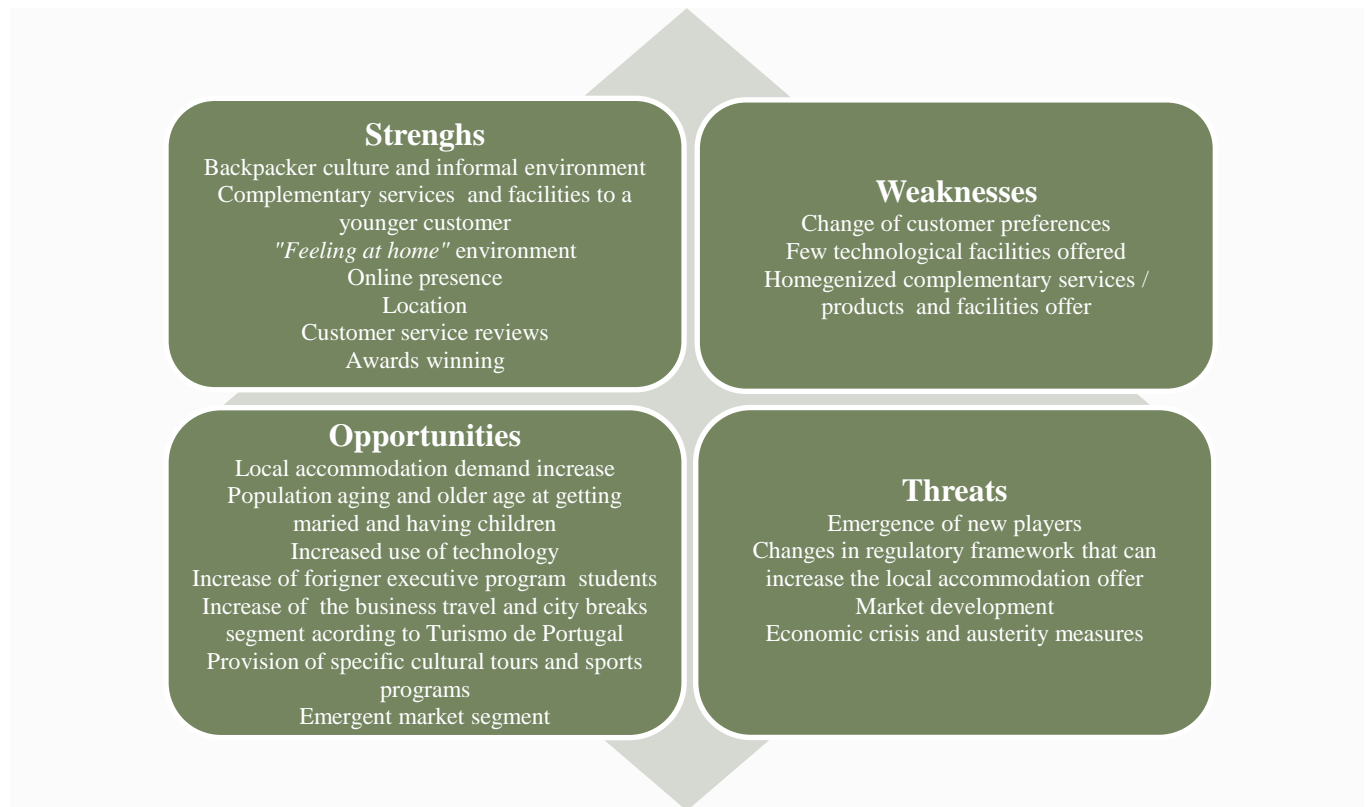 Strenghs
Backpacker culture and informal environment
Complementary services and facilities to a
younger customer
"Feeling at home" environment
Online presence
Location
Customer service reviews
Awards winning
Weaknesses
Change of customer preferences
Few technological facilities offered
Homegenized complementary services /
products and facilities offer
Opportunities
Local accommodation demand increase
Population aging and older age at getting
maried and having children
Increased use of technology
Increase of forigner executive program students
Increase of the business travel and city breaks
segment acording to Turismo de Portugal
Provision of specific cultural tours and sports
programs
Emergent market segment
Threats
Emergence of new players
Changes in regulatory framework that can
increase the local accommodation offer
Market development
Economic crisis and austerity measures